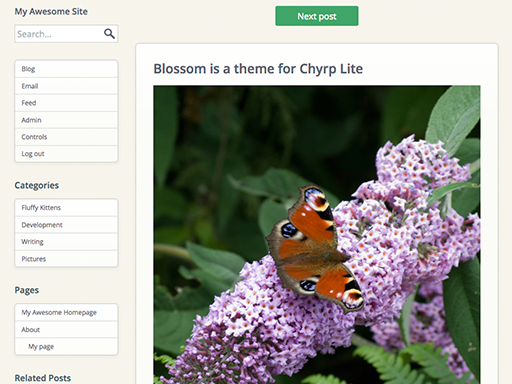 My Awesome Site
Search...
Blog
Email
Feed
Admin
Controls
Log out
Categories
Fluffy Kittens
Development
Writing
Pictures
Pages
My Awesome Homepage
About
My page
Related Posts
Next post
Blossom is a theme for Chyrp Lite